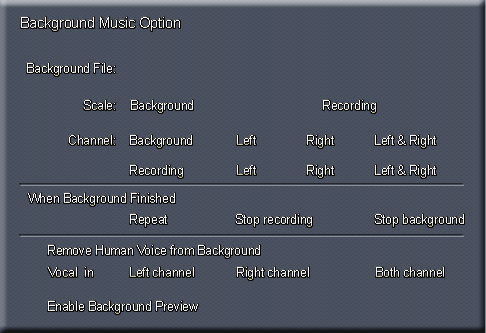 Background Music Option
Background File:
Scale: Background Recording
Channel: Background Left Right Left & Right
Recording Left Right Left & Right
When Background Finished
Repeat Stop recording Stop background
Remove Human Voice from Background
Vocal in Left channel Right channel Both channel
Enable Background Preview